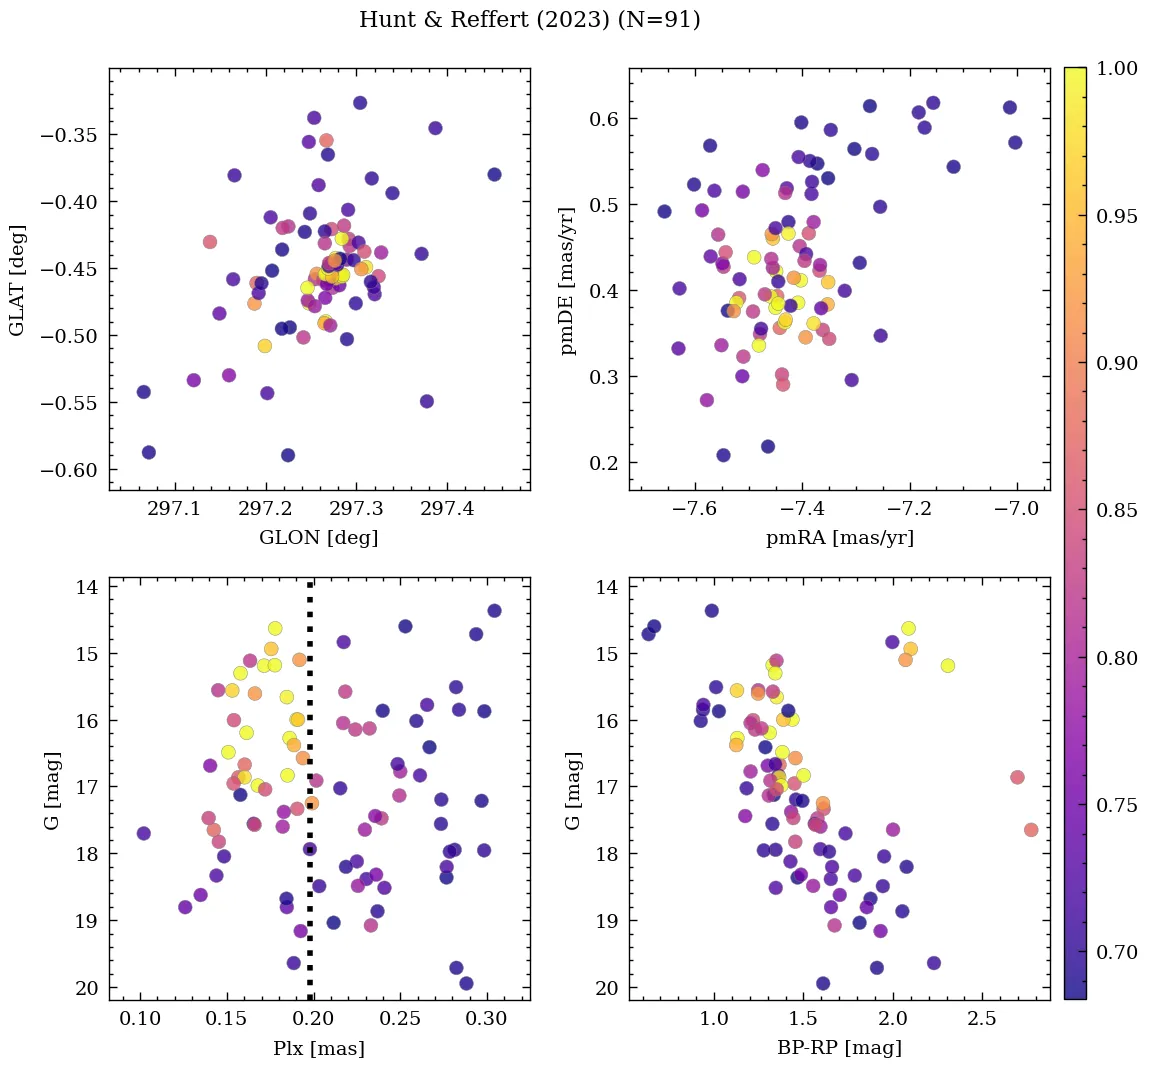 Hunt & Reffert (2023) (N=91)
−0.35
−0.40
−0.45
−0.50
−0.55
−0.60
GLAT [deg]
297.1 297.2 297.3 297.4
GLON [deg]
0.6
0.5
0.4
0.3
0.2
pmDE [mas/yr]
−7.6 −7.4 −7.2 −7.0
pmRA [mas/yr]
1.00
0.95
0.90
0.85
0.80
0.75
0.70
14
15
16
17
18
19
20
G [mag]
0.10 0.15 0.20 0.25 0.30
Plx [mas]
14
15
16
17
18
19
20
G [mag]
1.0 1.5 2.0 2.5
BP-RP [mag]